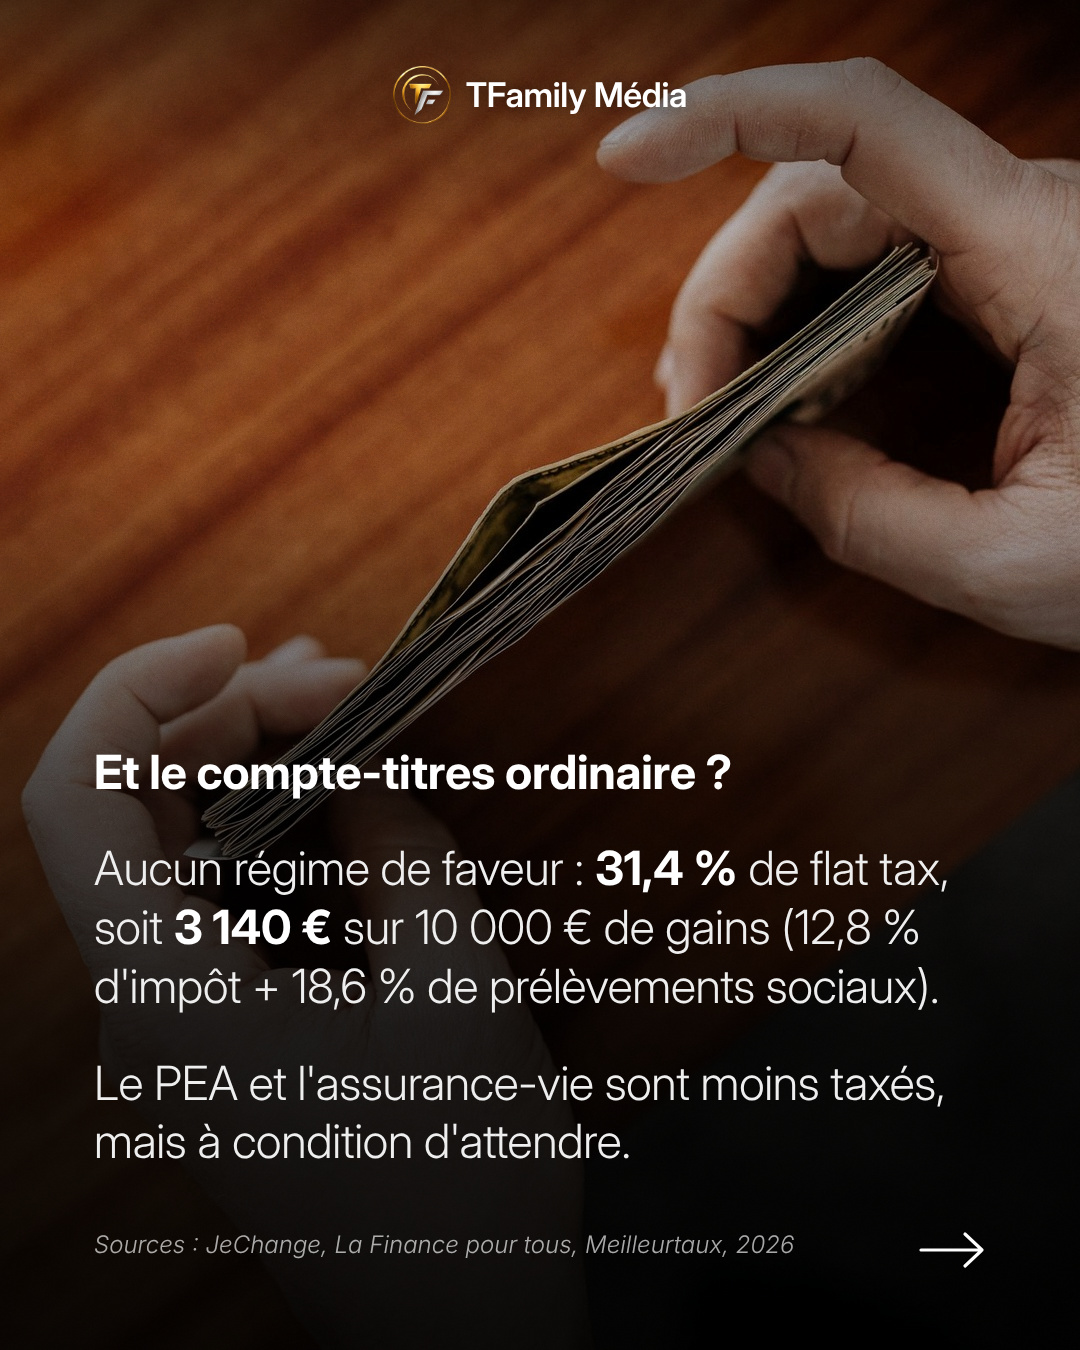 TFamily Média
Et le compte-titres ordinaire ?
Aucun régime de faveur : 31,4 % de flat tax,
soit 3 140 € sur 10 000 € de gains (12,8 %
d'impôt + 18,6 % de prélèvements sociaux).
Le PEA et l'assurance-vie sont moins taxés,
mais à condition d'attendre.
Sources : JeChange, La Finance pour tous, Meilleurtaux, 2026